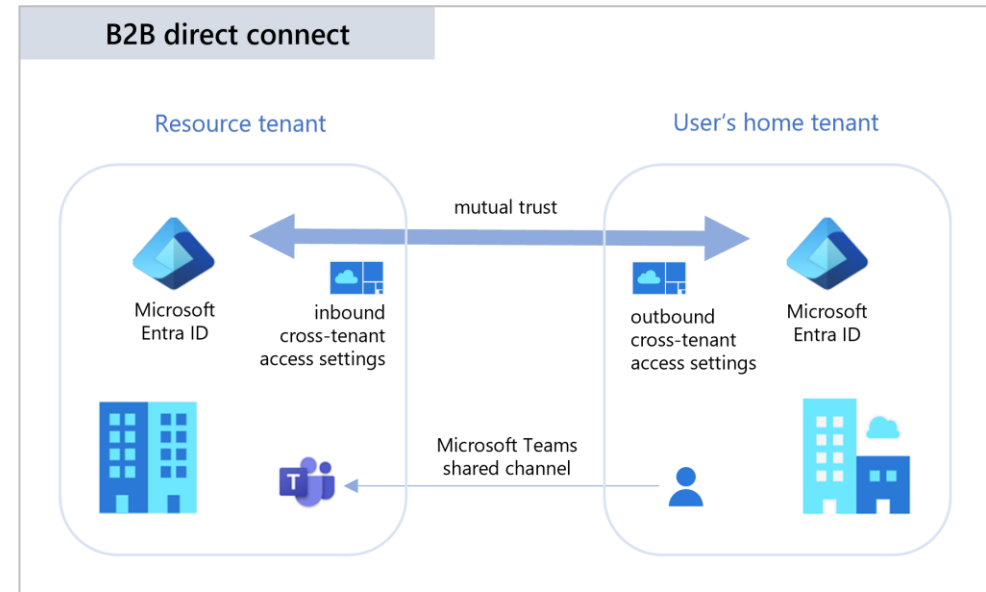 B2B direct connect
Resource tenant
User's home tenant
mutual trust
Microsoft
Entra ID
inbound
cross-tenant
access settings
outbound
cross-tenant
access settings
Microsoft
Entra ID
Microsoft Teams
shared channel
T